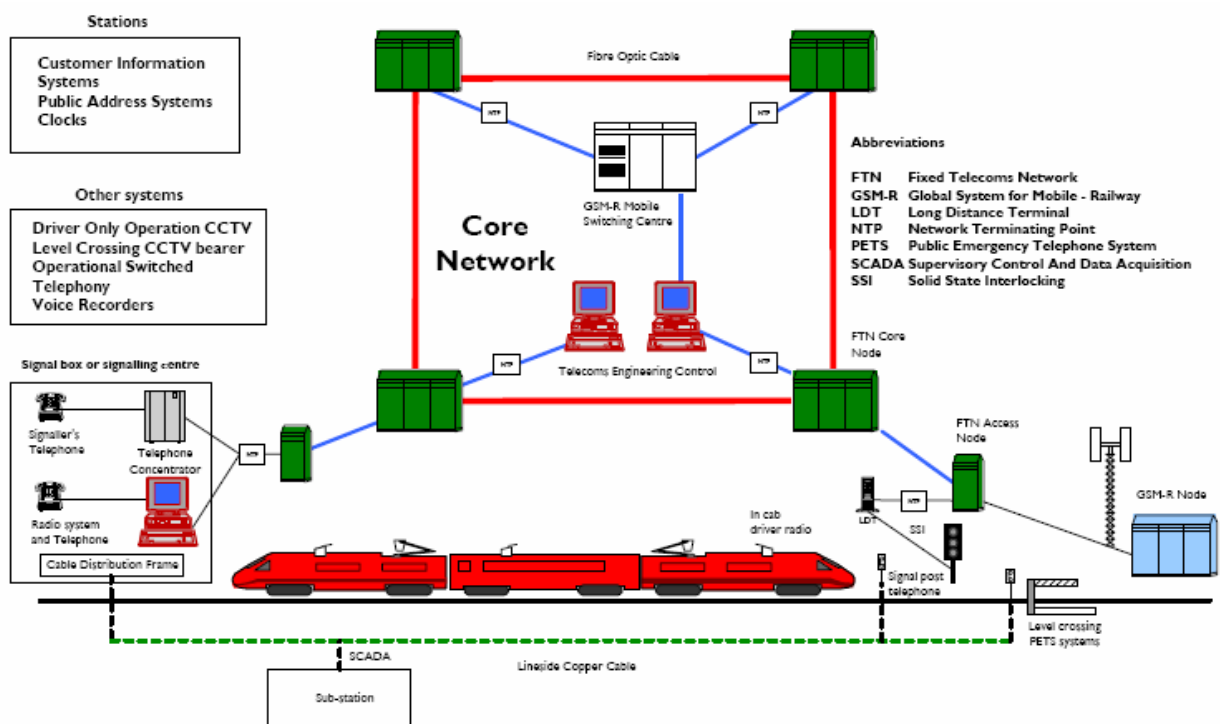 Stations
Customer Information
Systems
Public Address Systems
Clocks
Other systems
Driver Only Operation CCTV
Level Crossing CCTV bearer
Operational Switched
Telephony
Voice Recorders
Fibre Optic Cable
NTP
NTP
GSM-R Mobile
Switching Centre
Core
Network
Abbreviations
FTN Fixed Telecoms Network
GSM-R Global System for Mobile - Railway
LDT Long Distance Terminal
NTP Network Terminating Point
PETS Public Emergency Telephone System
SCADA Supervisory Control And Data Acquisition
SSI Solid State Interlocking
NTP
NTP
Telecoms Engineering Control
FTN Core
Node
Signal box or signalling centre
Signaller's
Telephone
Telephone
Concentrator
NTP
Radio system
and Telephone
Cable Distribution Frame
In cab
driver radio
FTN Access
Node
NTP
LDT
SSI
GSM-R Node
Signal post
telephone
Level crossing
PETS systems
SCADA
Lineside Copper Cable
Sub-station